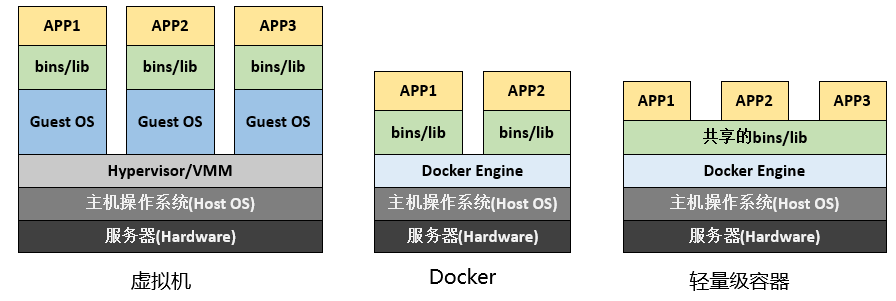 APP1
APP2
APP3
bins/lib
bins/lib
bins/lib
Guest OS
Guest OS
Guest OS
Hypervisor/VMM
主机操作系统(Host OS)
服务器(Hardware)
虚拟机
APP1
APP2
bins/lib
bins/lib
Docker Engine
主机操作系统(Host OS)
服务器(Hardware)
Docker
APP1
APP2
APP3
共享的bins/lib
Docker Engine
主机操作系统(Host OS)
服务器(Hardware)
轻量级容器